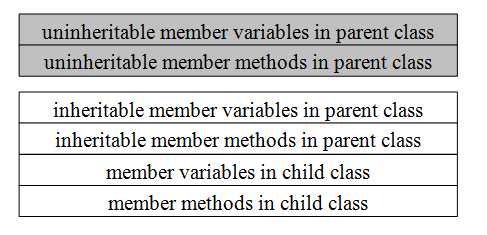 uninheritable member variables in parent class
uninheritable member methods in parent class
inheritable member variables in parent class
inheritable member methods in parent class
member variables in child class
member methods in child class